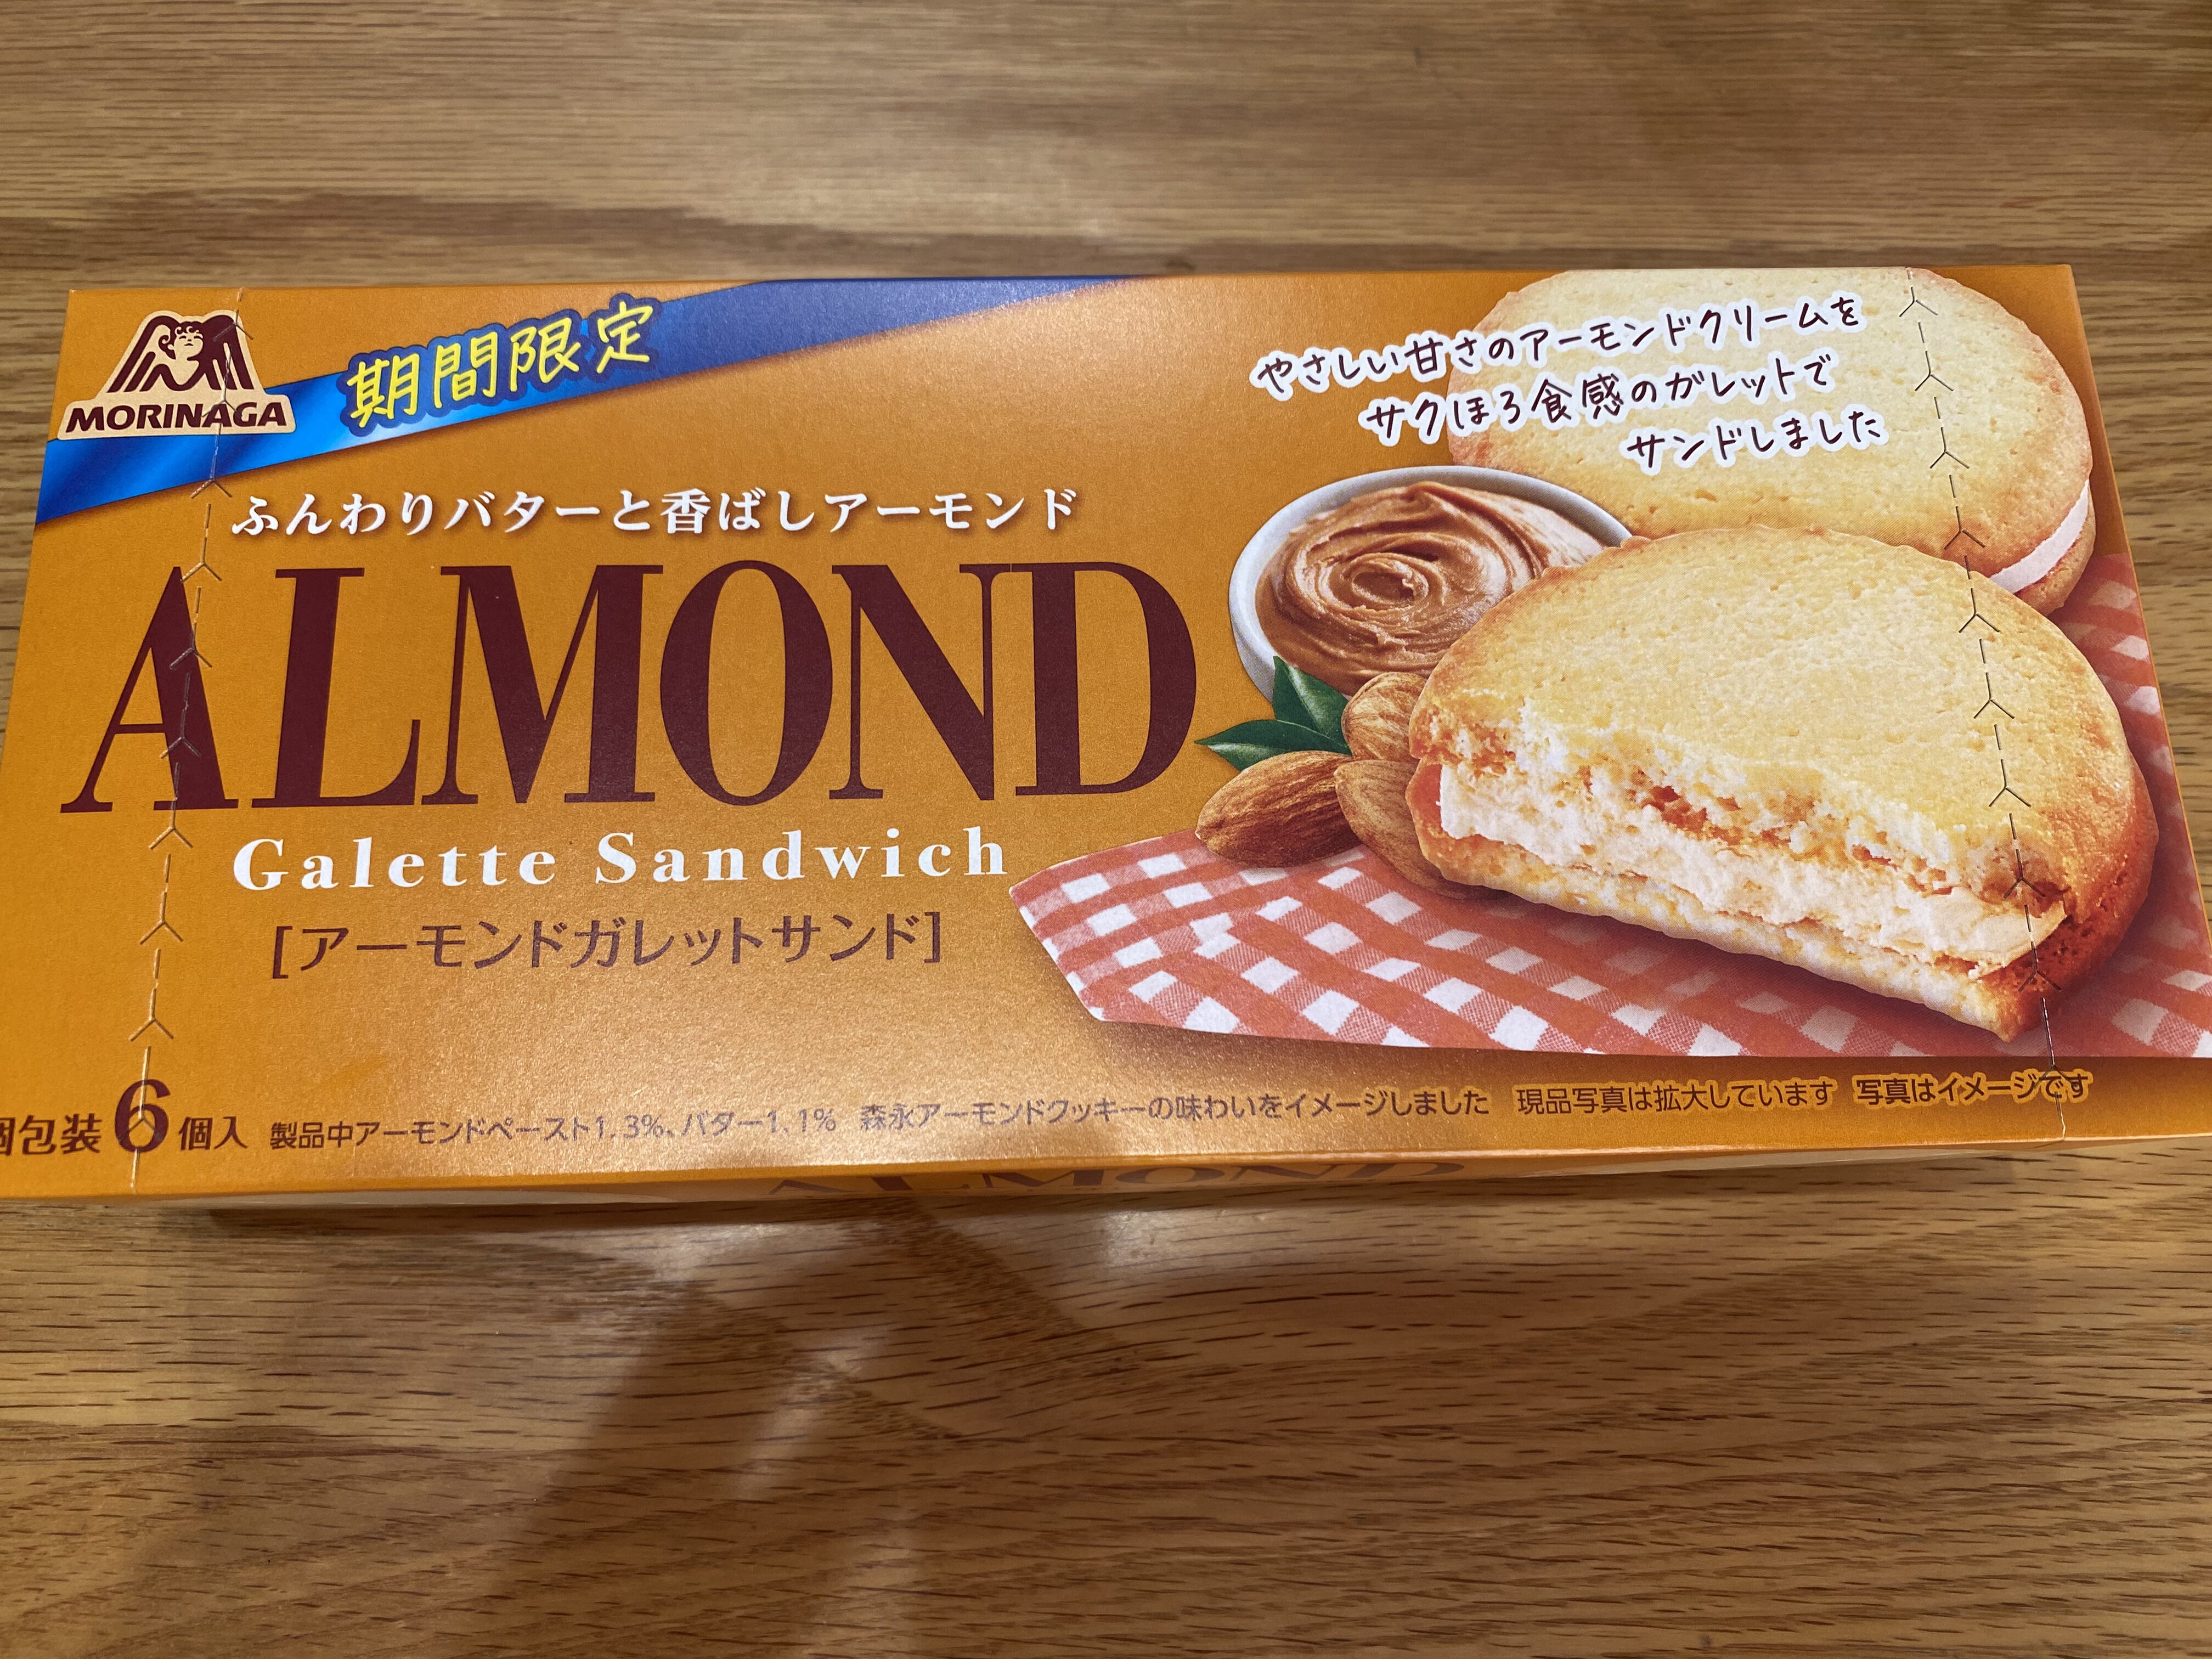 MORINAGA
期間限定
やさしい甘さのアーモンドクリームを
サクほろ食感のガレットで
サンドしました
ふんわりバターと香ばしアーモンド
ALMOND
Galette Sandwich
[アーモンドガレットサンド]
個包装 6 個入 製品中アーモンドペースト1.3%、バター1.1% 森永アーモンドクッキーの味わいをイメージしました 現品写真は拡大しています 写真はイメージです
ALMOND